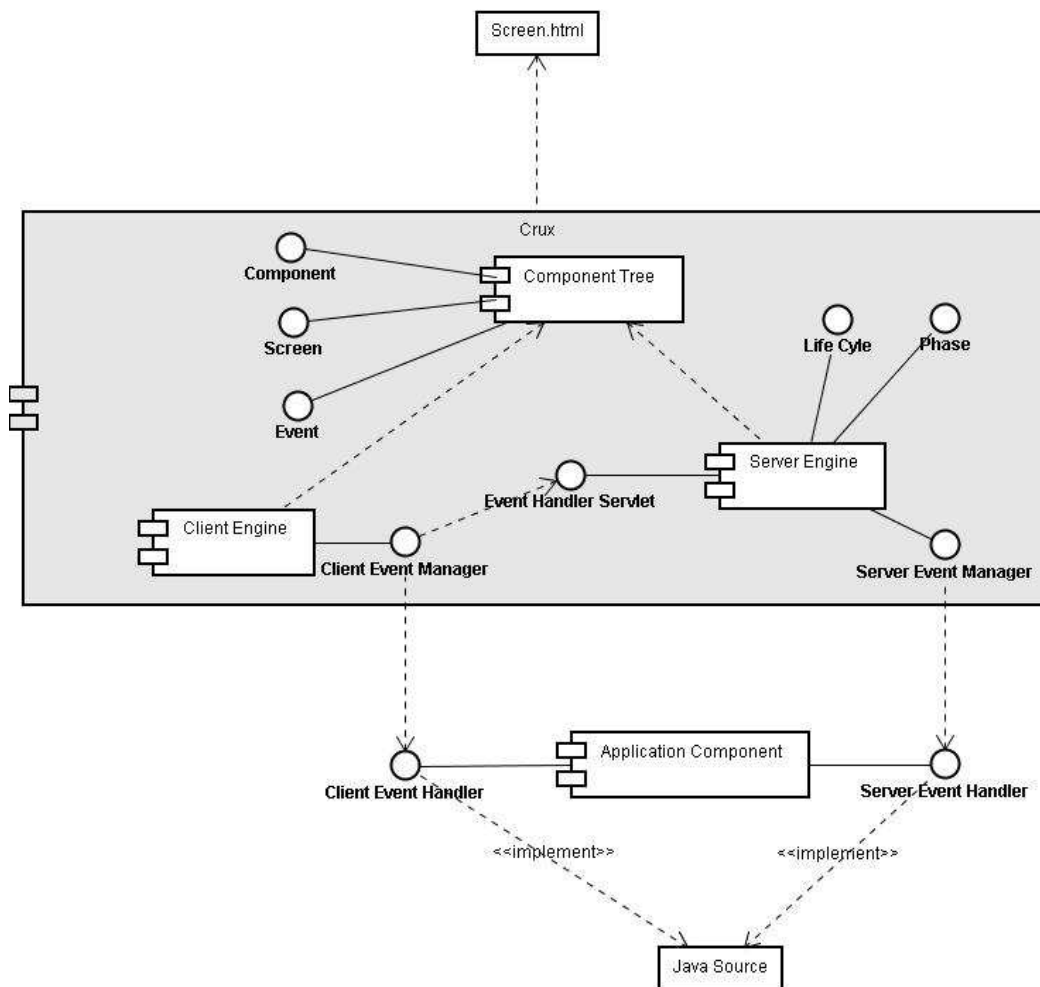 Screen.html
Crux
Component
Component Tree
Screen
Life Cyle
Phase
Event
Server Engine
Event Handler Servlet
Client Engine
Client Event Manager
Server Event Manager
Application Component
Client Event Handler
Server Event Handler
<<implement>>
<<implement>>
Java Source